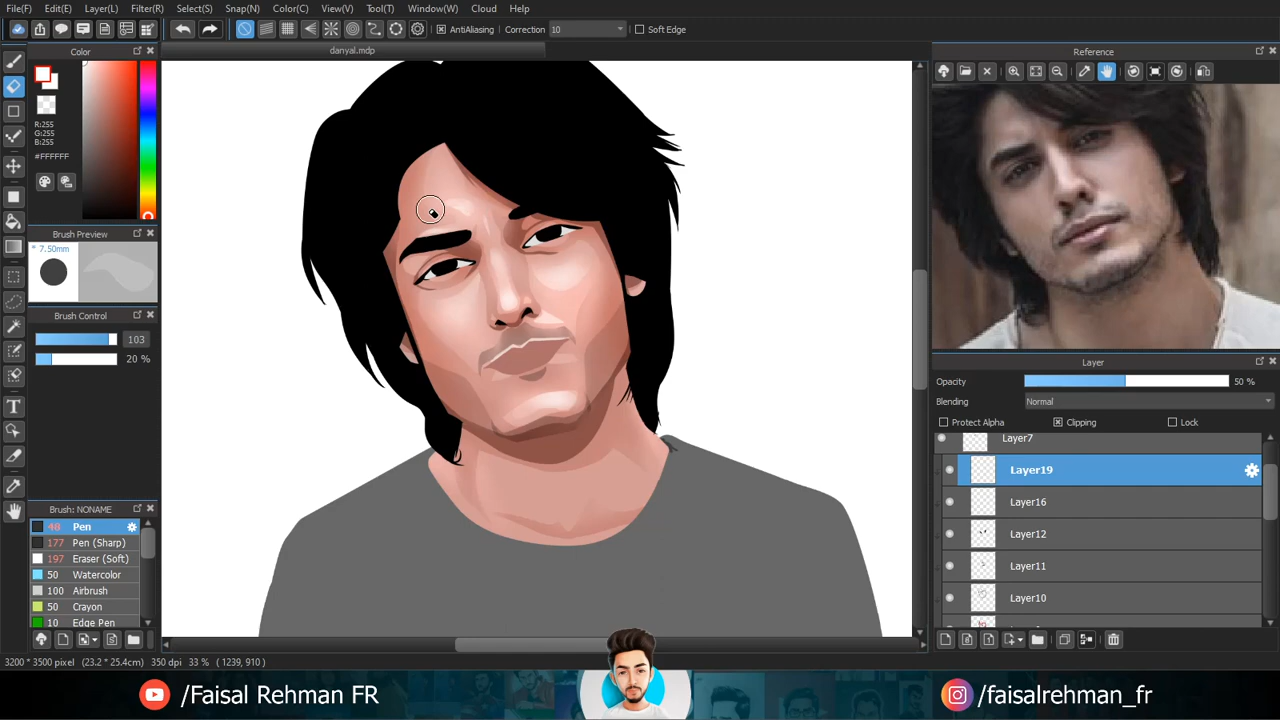 File(F) Edit(E) Layer(L) Filter(R) Select(S) Snap(N) Color(C) View(V) Tool(T) Window(W) Cloud Help
AntiAliasing Correction 10 Soft Edge
Color
danyal.mdp
Reference
R:255
G:255
B:255
#FFFFFF
Brush Preview
* 7.50mm
Brush Control
103
20 %
Layer
Opacity 50 %
Blending Normal
Protect Alpha Clipping Lock
Layer7
Layer19
Layer16
Layer12
Layer11
Layer10
Brush: NONAME
48 Pen
177 Pen (Sharp)
197 Eraser (Soft)
50 Watercolor
100 Airbrush
50 Crayon
10 Edge Pen
3200 * 3500 pixel (23.2 * 25.4cm) 350 dpi 33 % ( 1239, 910 )
/Faisal Rehman FR
/faisalrehman_fr